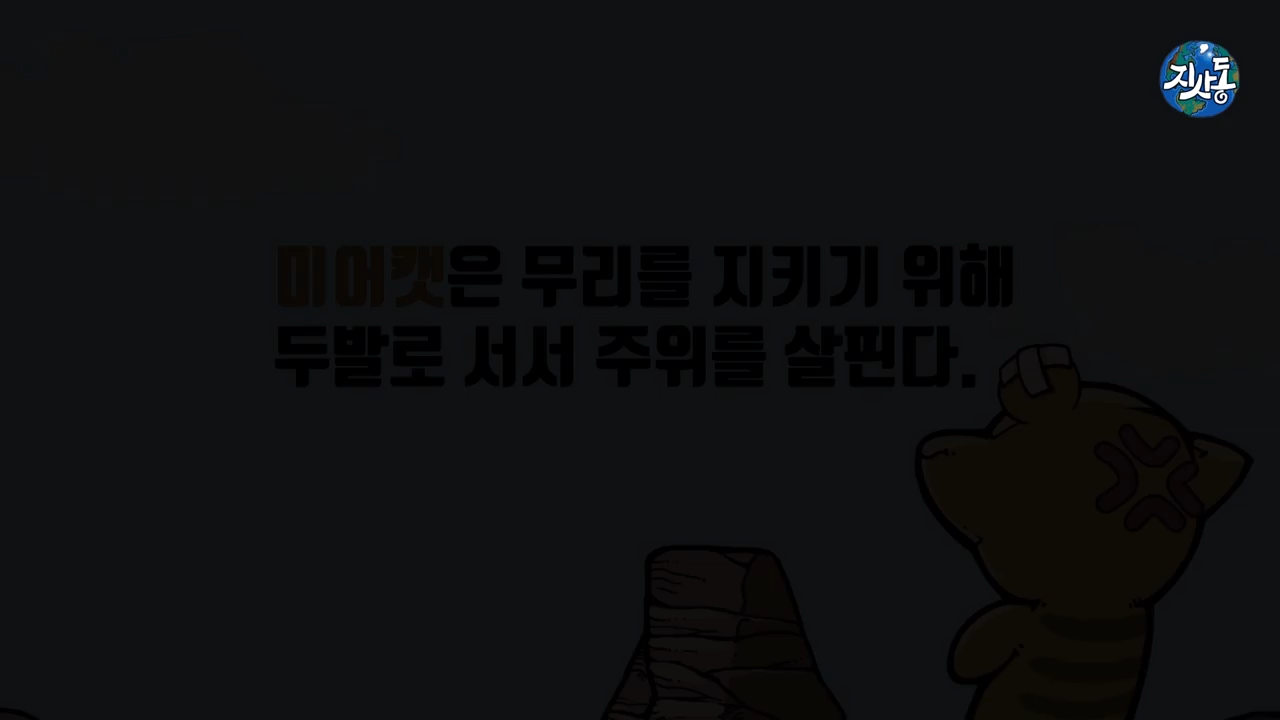 지사동
미어캣은 무리를 지키기 위해
두발로 서서 주위를 살핀다.